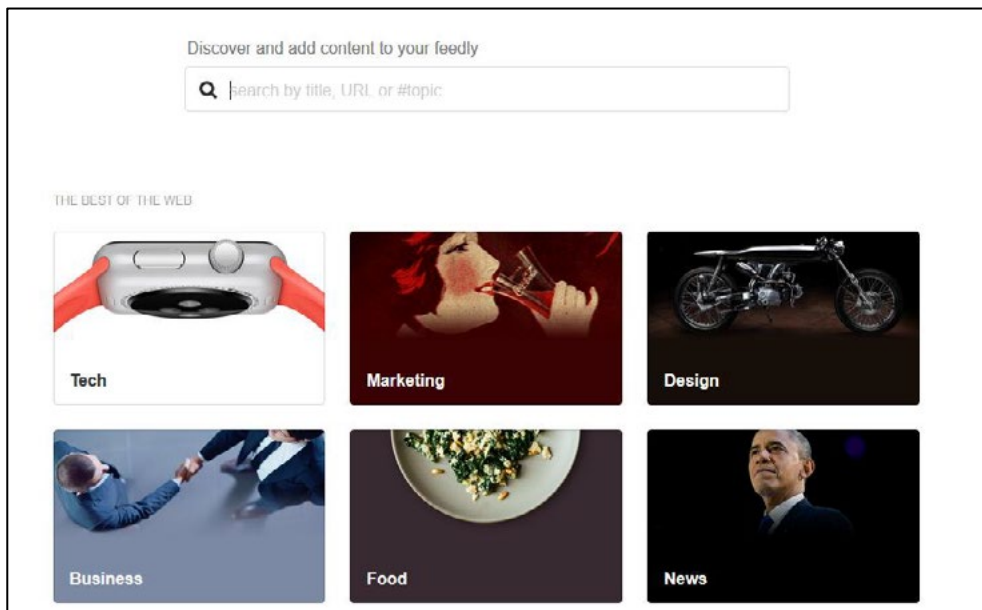 Discover and add content to your feedly
search by title, URL or #topic
THE BEST OF THE WEB
Tech
Marketing
Design
Business
Food
News